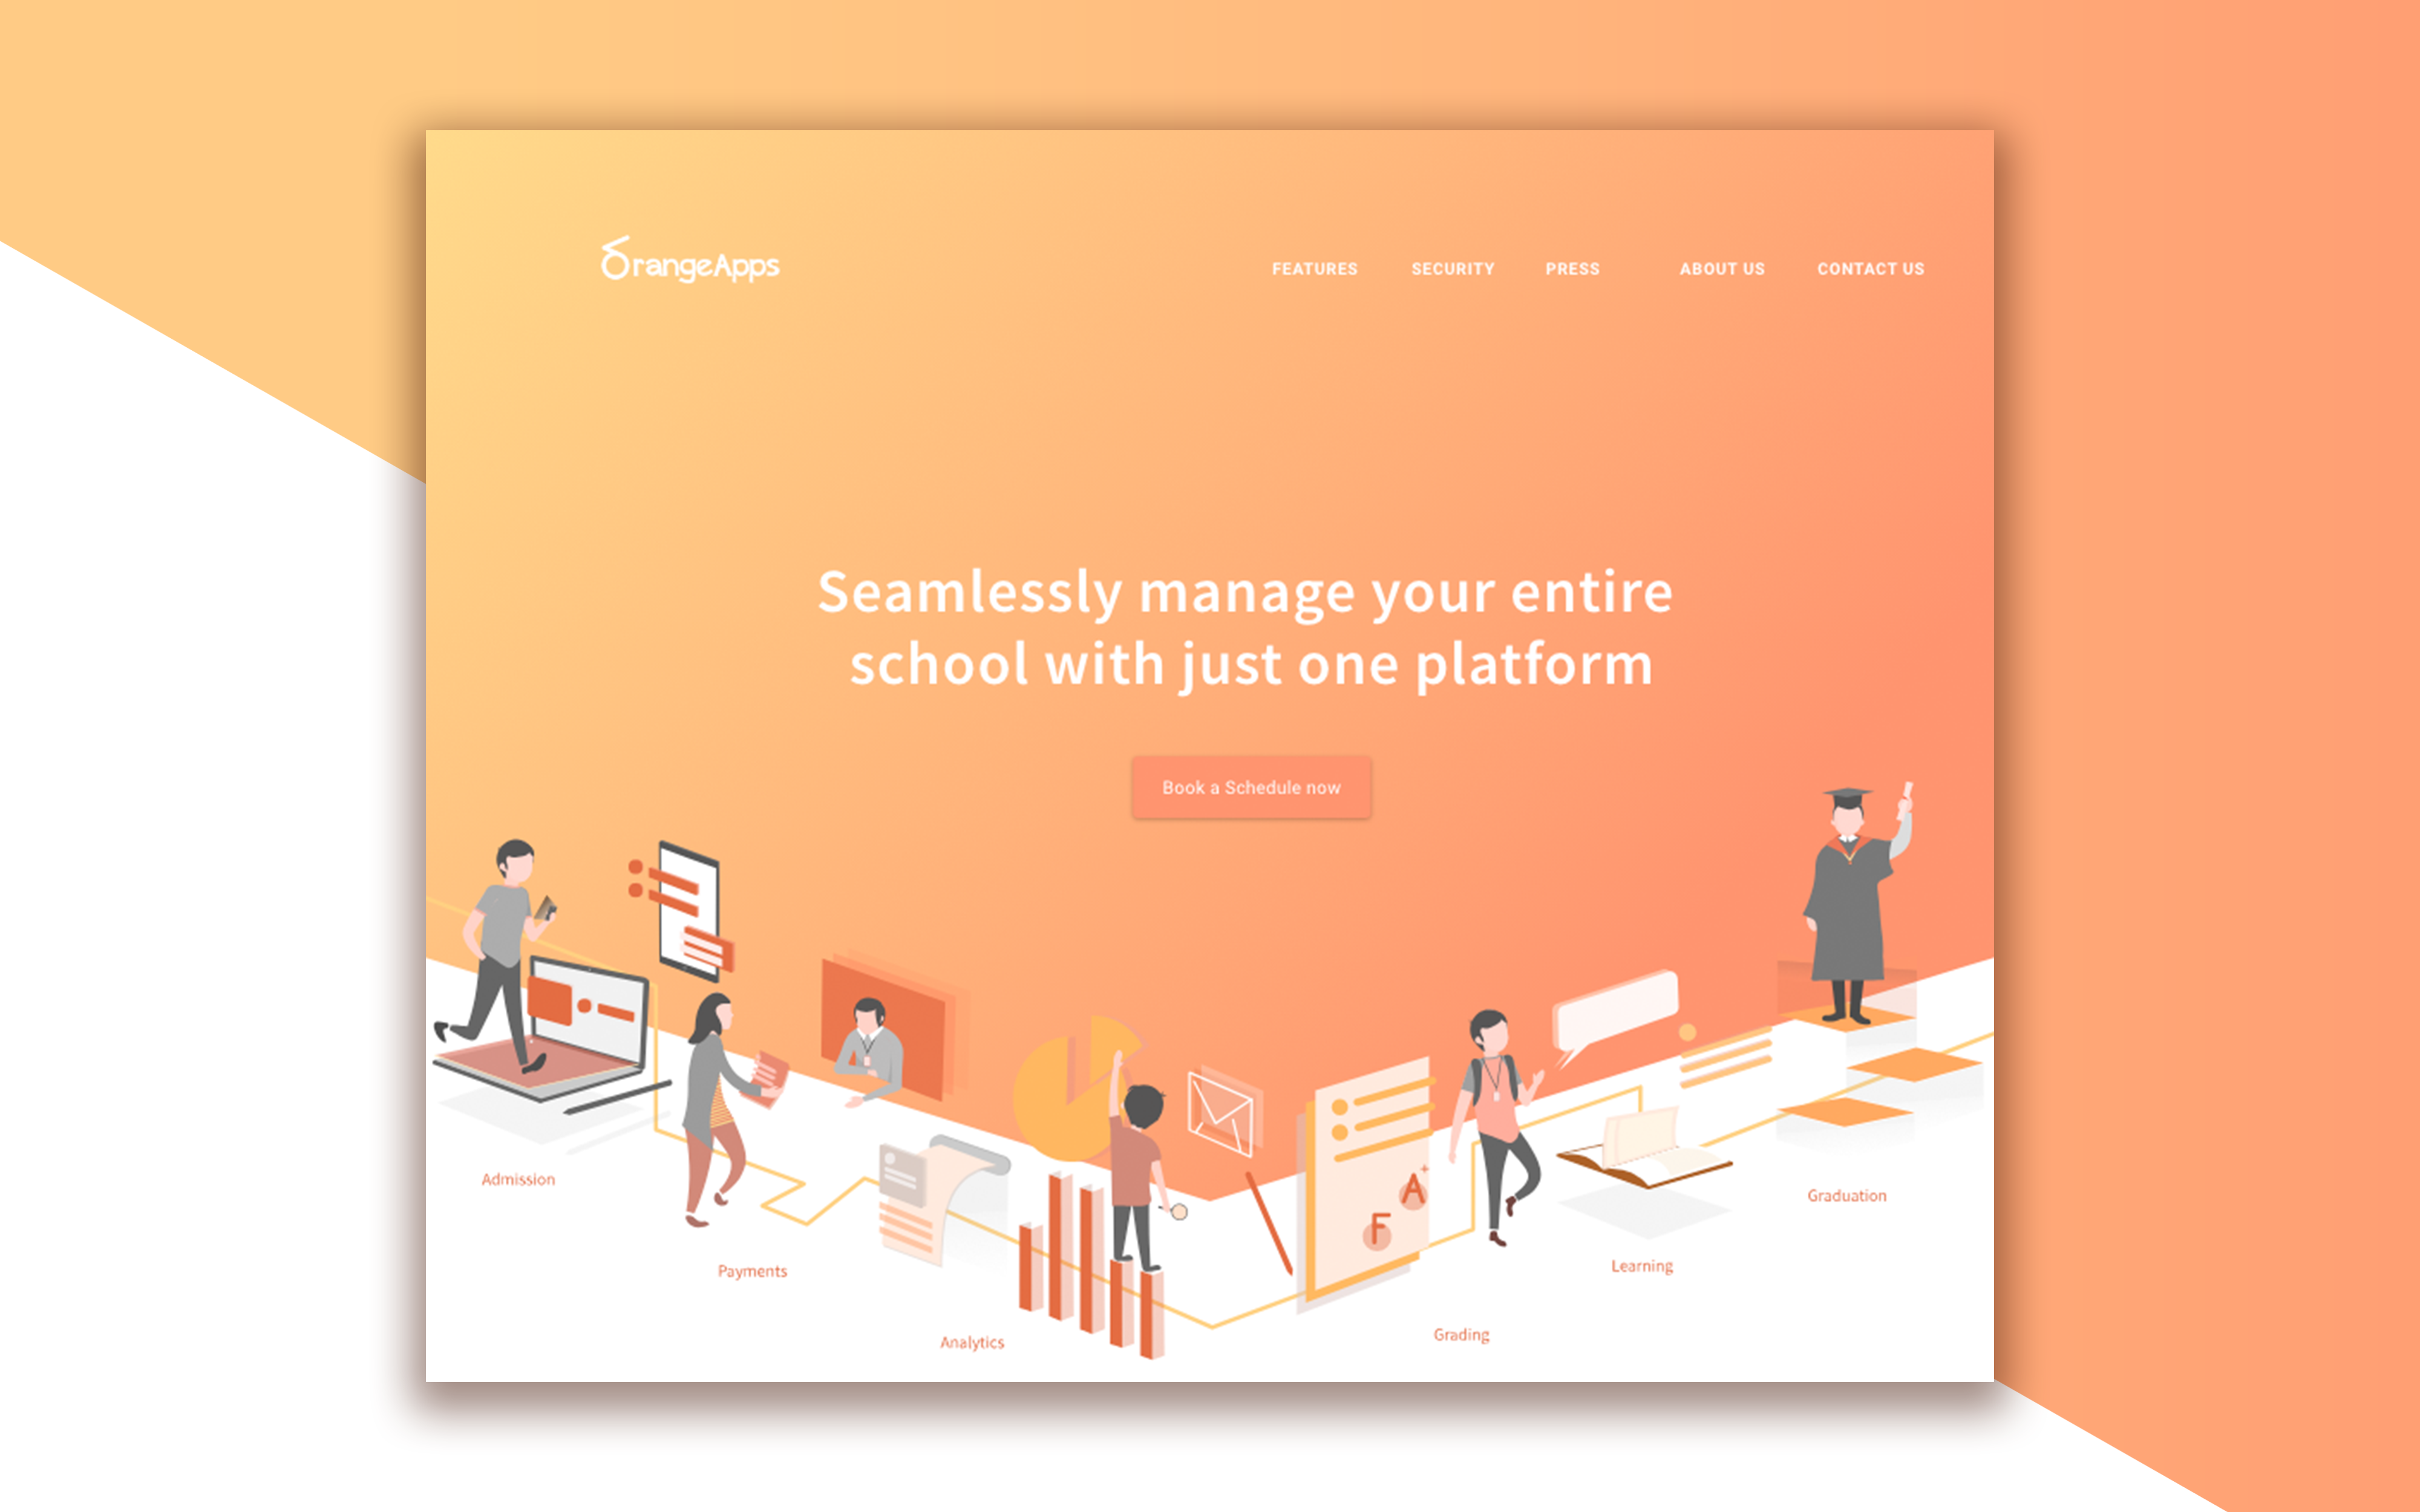 OrangeApps
FEATURES SECURITY PRESS ABOUT US CONTACT US
Seamlessly manage your entire
school with just one platform
Book a Schedule now
A+
F
Admission
Payments
Analytics
Grading
Learning
Graduation